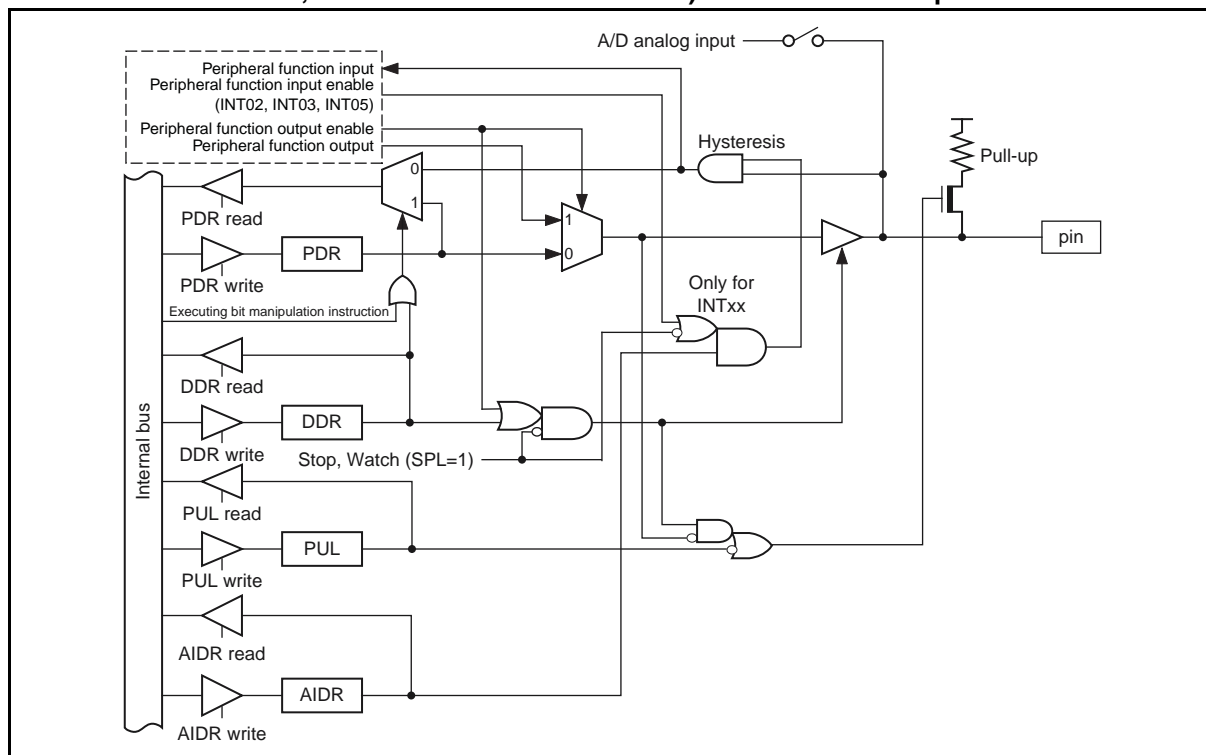 A/D analog input
Peripheral function input
Peripheral function input enable
(INT02, INT03, INT05)
Peripheral function output enable
Peripheral function output
Hysteresis
Pull-up
0
1
PDR read
1
0
pin
PDR
PDR write
Only for
INTxx
Executing bit manipulation instruction
DDR read
DDR
DDR write
Stop, Watch (SPL=1)
Internal bus
PUL read
PUL
PUL write
AIDR read
AIDR
AIDR write